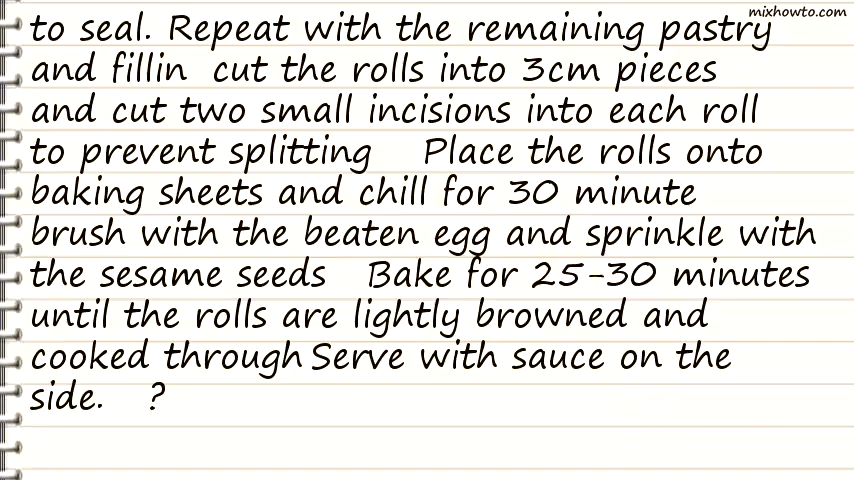 mixhowto.com
to seal. Repeat with the remaining pastry
and fillin  cut the rolls into 3cm pieces
and cut two small incisions into each roll
to prevent splitting    Place the rolls onto
baking sheets and chill for 30 minute
brush with the beaten egg and sprinkle with
the sesame seeds   Bake for 25-30 minutes
until the rolls are lightly browned and
cooked through Serve with sauce on the
side.    ?